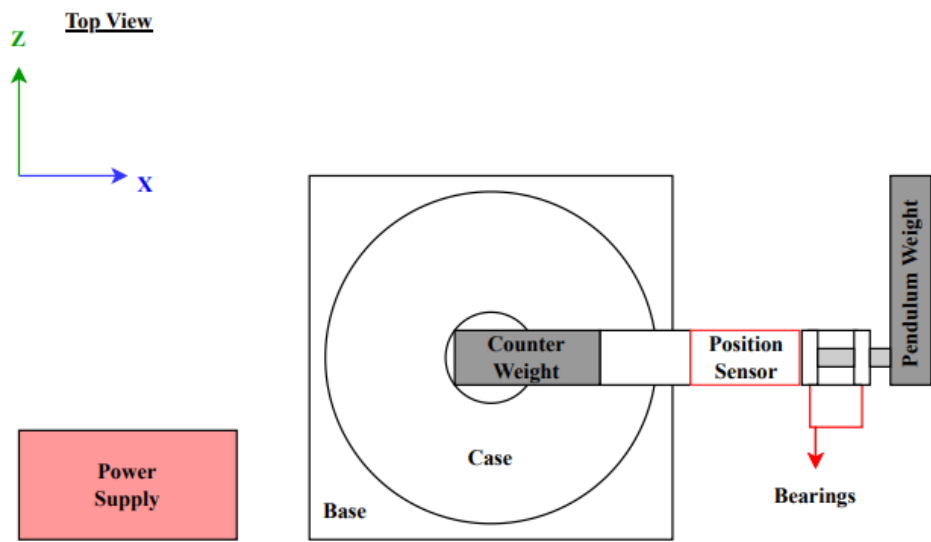 Top View
Z
X
Pendulum Weight
Counter
Weight
Position
Sensor
Case
Power
Supply
Base
Bearings